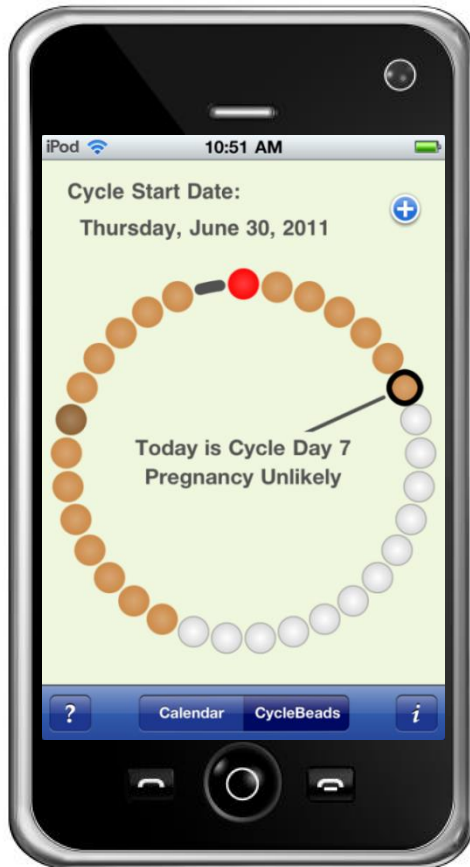 iPod 10:51 AM
Cycle Start Date:
Thursday, June 30, 2011
Today is Cycle Day 7
Pregnancy Unlikely
? Calendar CycleBeads i